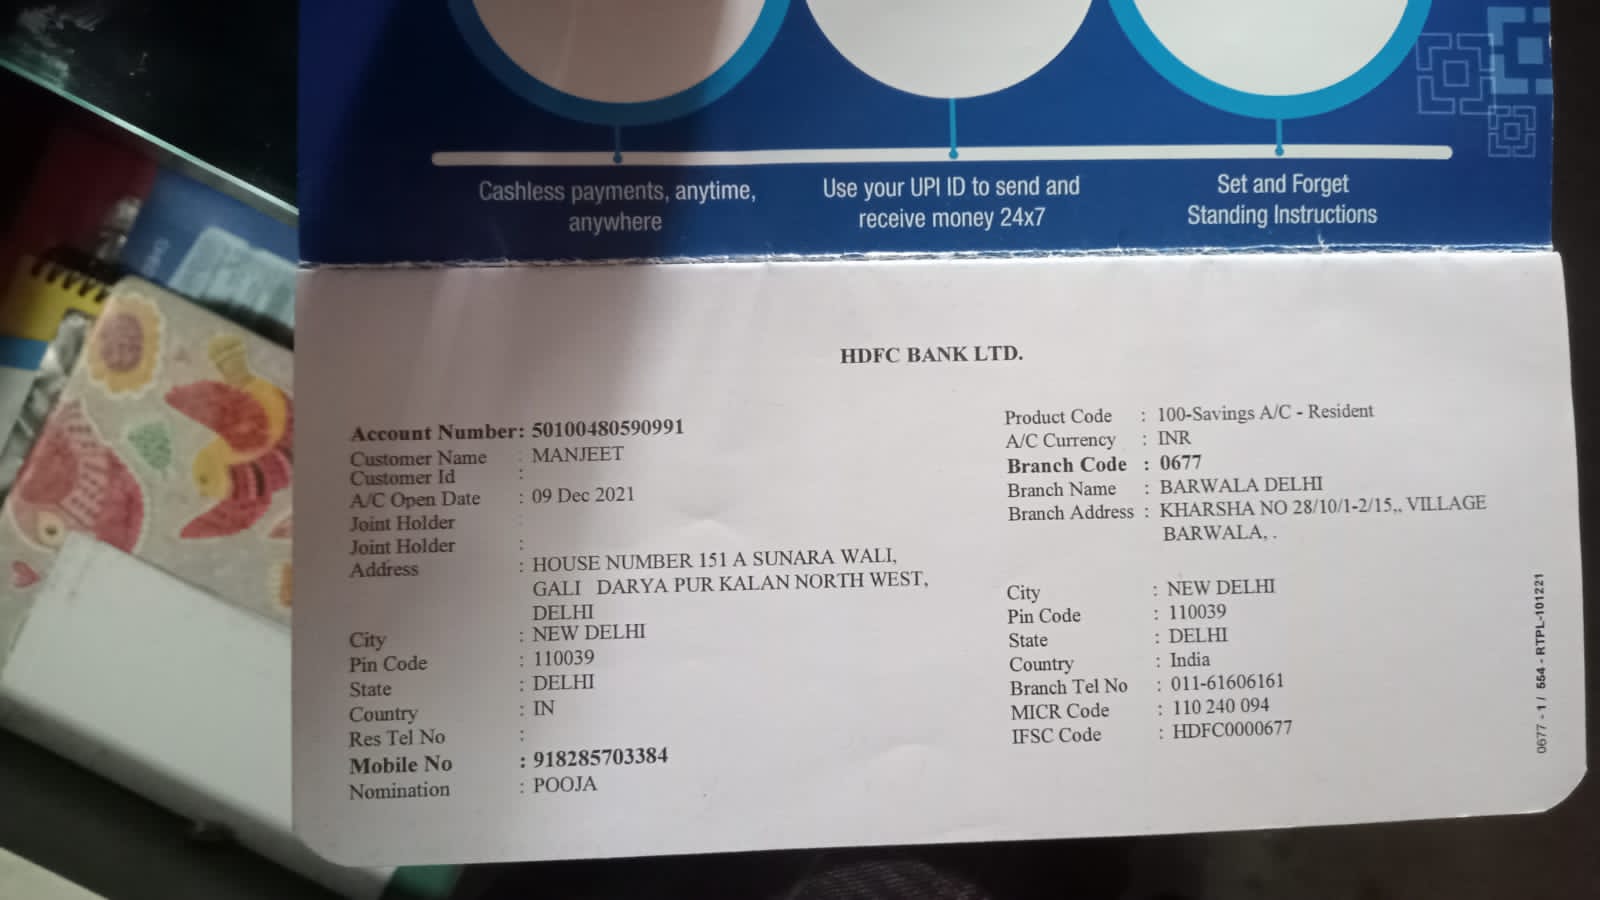 Cashless payments, anytime,
anywhere
Use your UPI ID to send and
receive money 24x7
Set and Forget
Standing Instructions
HDFC BANK LTD.
Account Number: 50100480590991
Customer Name : MANJEET
Customer Id :
A/C Open Date : 09 Dec 2021
Joint Holder :
Joint Holder :
Address : HOUSE NUMBER 151 A SUNARA WALI,
GALI DARYA PUR KALAN NORTH WEST,
DELHI
City : NEW DELHI
Pin Code : 110039
State : DELHI
Country : IN
Res Tel No :
Mobile No : 918285703384
Nomination : POOJA
Product Code : 100-Savings A/C - Resident
A/C Currency : INR
Branch Code : 0677
Branch Name : BARWALA DELHI
Branch Address : KHARSHA NO 28/10/1-2/15,, VILLAGE
BARWALA, .
City : NEW DELHI
Pin Code : 110039
State : DELHI
Country : India
Branch Tel No : 011-61606161
MICR Code : 110 240 094
IFSC Code : HDFC0000677
0677 - 1 / 554 - RTPL-101221